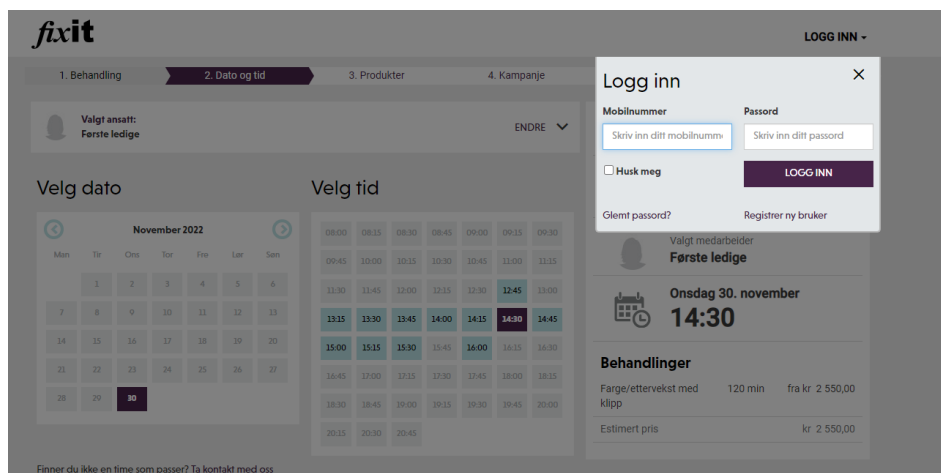 fixit
LOGG INN
1. Behandling
2. Dato og tid
3. Produkter
4. Kampanje
Logg inn
Mobilnummer
Passord
Skriv inn ditt mobilnumme
Skriv inn ditt passord
Husk meg
LOGG INN
Glemt passord?
Registrer ny bruker
Valgt ansatt:
Første ledige
ENDRE
Velg dato
November 2022
Man Tir Ons Tor Fre Lør Søn
1 2 3 4 5 6
7 8 9 10 11 12 13
14 15 16 17 18 19 20
21 22 23 24 25 26 27
28 29 30
Velg tid
08:00 08:15 08:30 08:45 09:00 09:15 09:30
09:45 10:00 10:15 10:30 10:45 11:00 11:15
11:30 11:45 12:00 12:15 12:30 12:45 13:00
13:15 13:30 13:45 14:00 14:15 14:30 14:45
15:00 15:15 15:30 15:45 16:00 16:15 16:30
16:45 17:00 17:15 17:30 17:45 18:00 18:15
18:30 18:45 19:00 19:15 19:30 19:45 20:00
20:15 20:30 20:45
Valgt medarbeider
Første ledige
Onsdag 30. november
14:30
Behandlinger
Farge/ettervekst med 120 min fra kr 2 550,00
klipp
Estimert pris kr 2 550,00
Finner du ikke en time som passer? Ta kontakt med oss